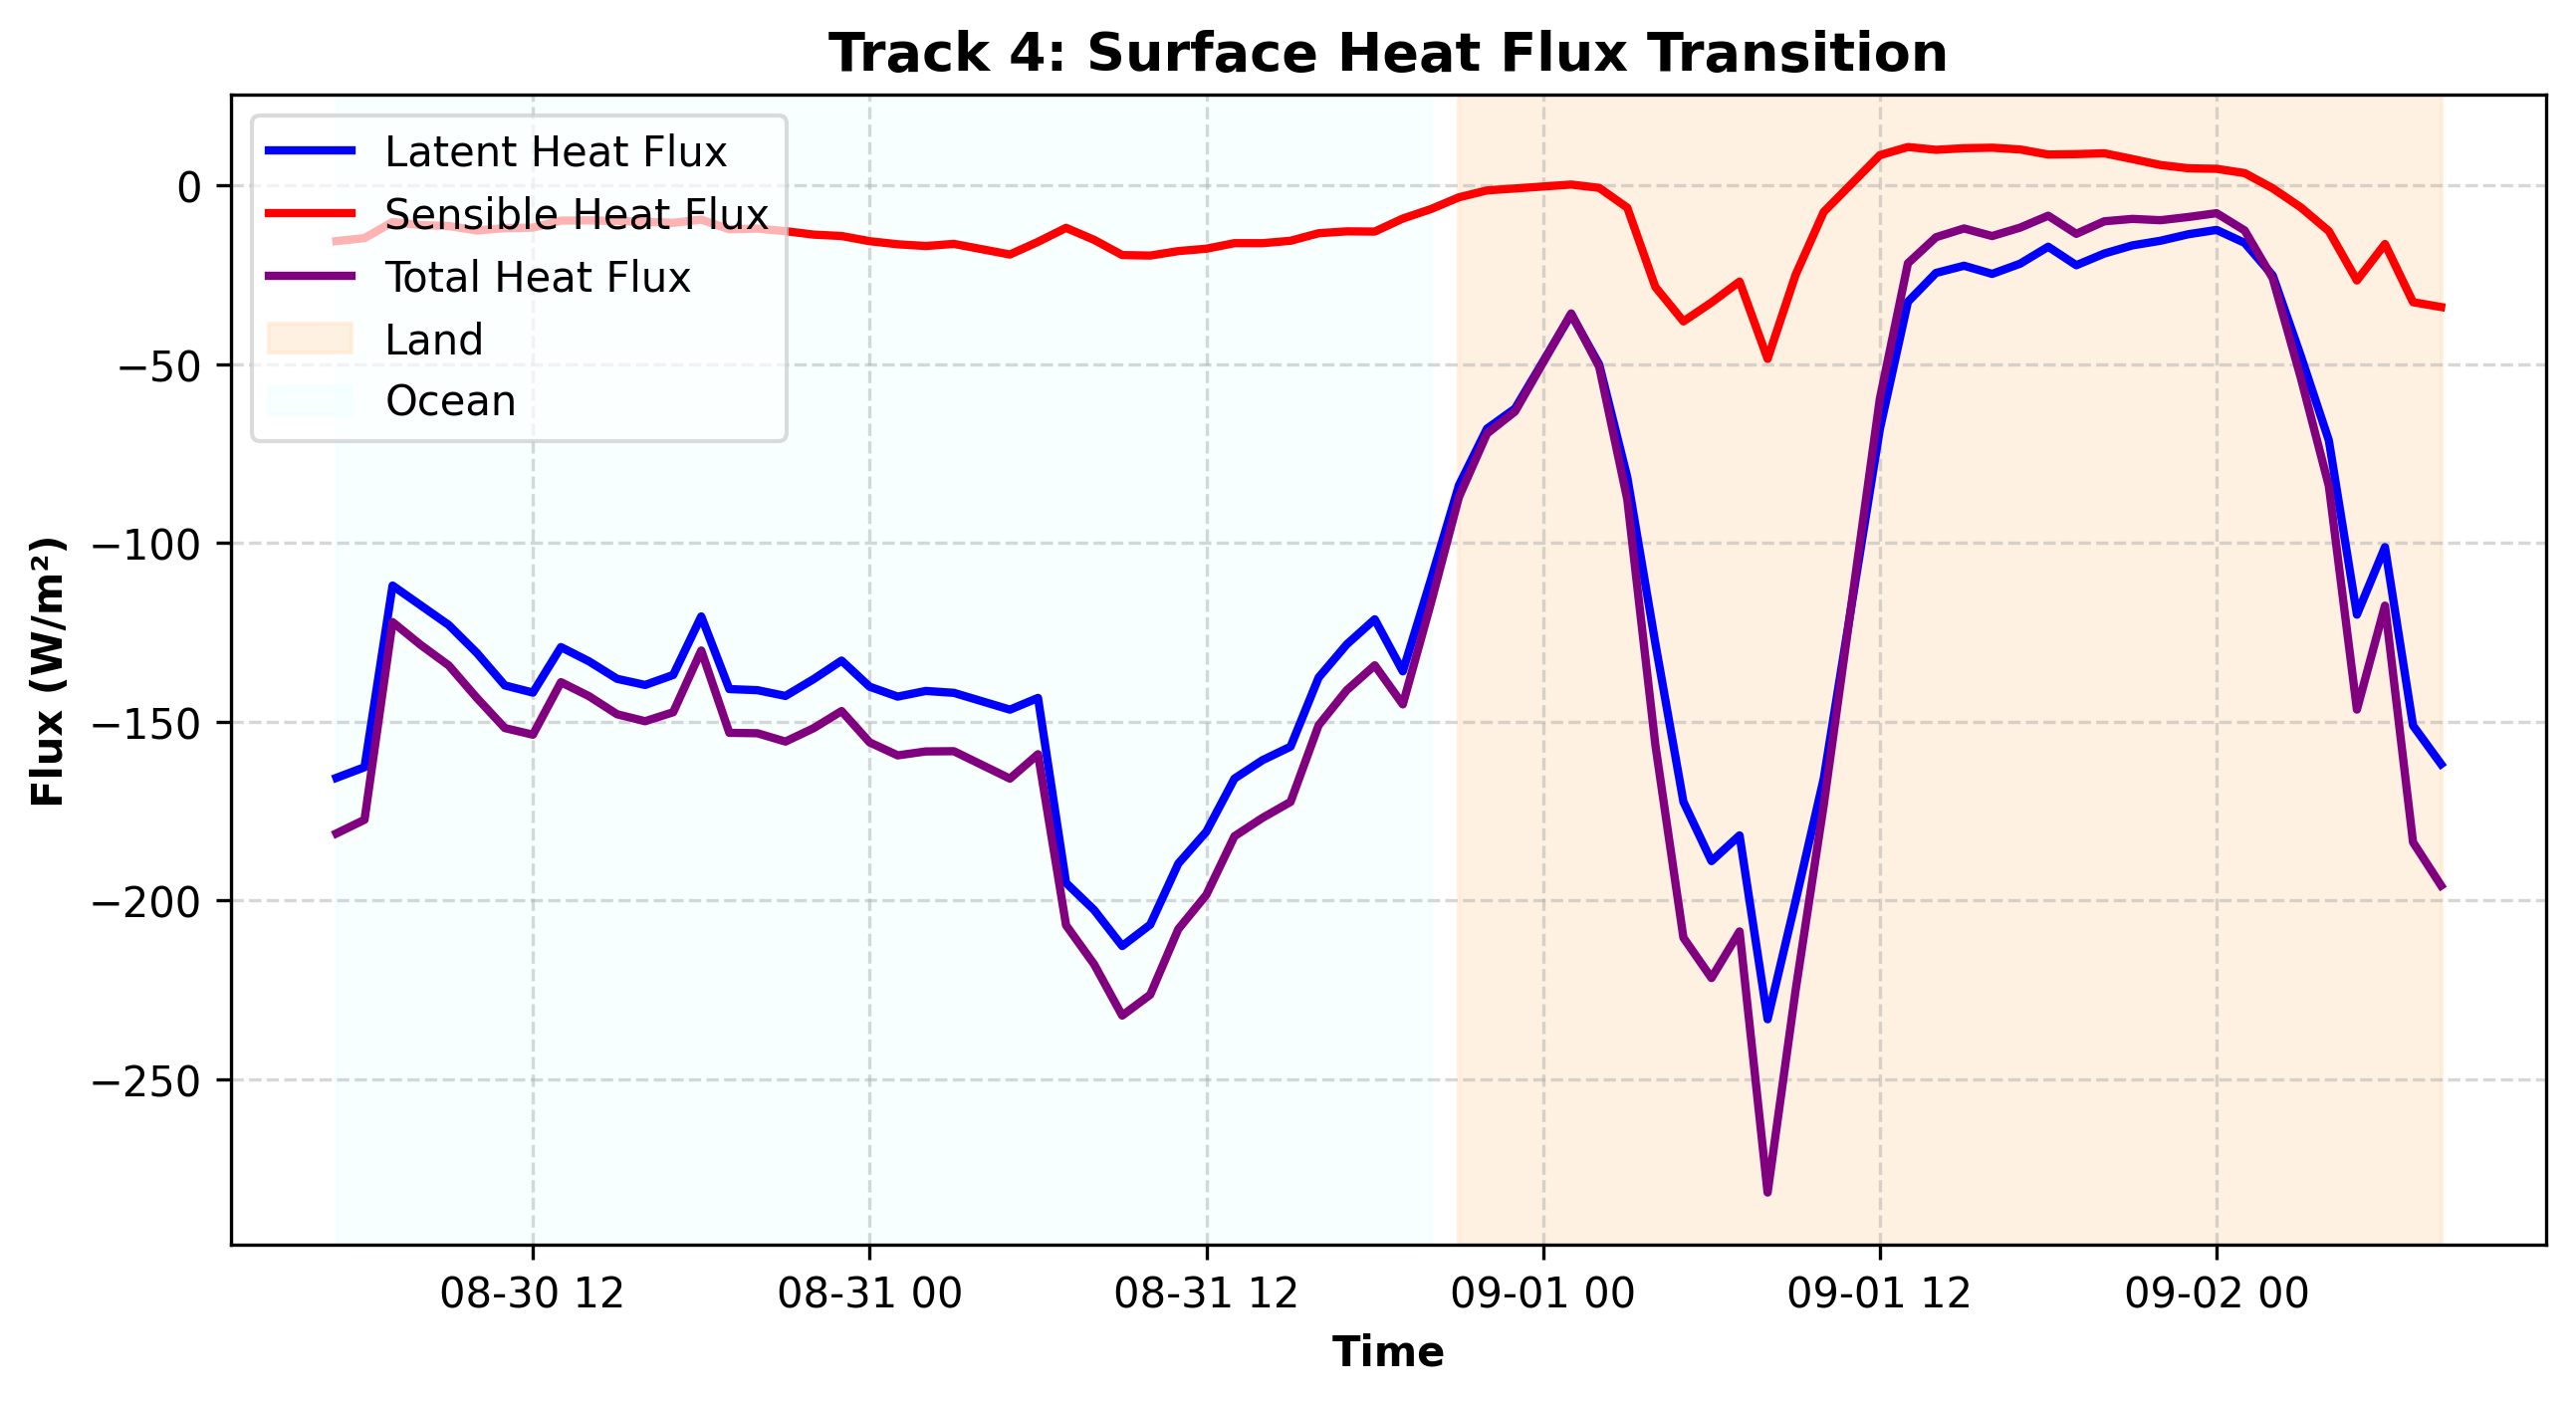 Track 4: Surface Heat Flux Transition
Latent Heat Flux
Sensible Heat Flux
Total Heat Flux
Land
Ocean
Flux (W/m²)
0
−50
−100
−150
−200
−250
08-30 12
08-31 00
08-31 12
09-01 00
09-01 12
09-02 00
Time